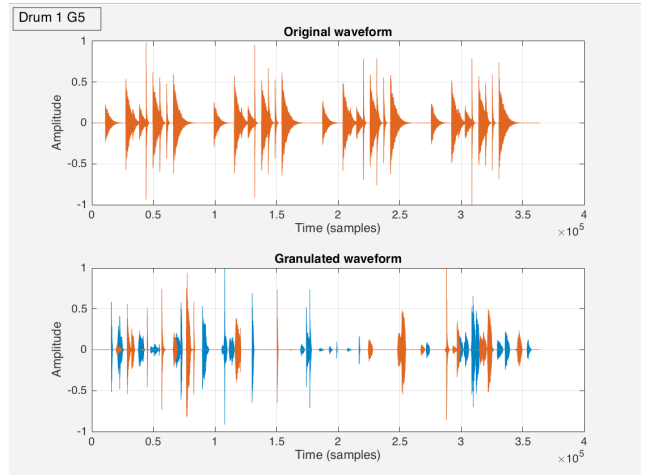 Drum 1 G5
Original waveform
1
0.5
0
-0.5
-1
Amplitude
0 0.5 1 1.5 2 2.5 3 3.5 4
Time (samples)
×10^5
Granulated waveform
1
0.5
0
-0.5
-1
Amplitude
0 0.5 1 1.5 2 2.5 3 3.5 4
Time (samples)
×10^5